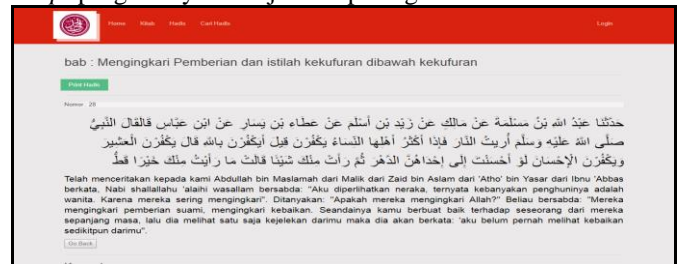 Home Kitab Hadis Cari Hadis Login
bab : Mengingkari Pemberian dan istilah kekufuran dibawah kekufuran
Print Hadis
Nomor 28
حَدَّثَنَا عَبْدُ اللَّهِ بْنُ مَسْلَمَةَ عَنْ مَالِكٍ عَنْ زَيْدِ بْنِ أَسْلَمَ عَنْ عَطَاءِ بْنِ يَسَارٍ عَنْ ابْنِ عَبَّاسٍ قَالَقَالَ النَّبِيُّ
صَلَّى اللَّهُ عَلَيْهِ وَسَلَّمَ أُرِيتُ النَّارَ فَإِذَا أَكْثَرُ أَهْلِهَا النِّسَاءُ يَكْفُرْنَ قِيلَ أَيَكْفُرْنَ بِاللَّهِ قَالَ يَكْفُرْنَ الْعَشِيرَ
وَيَكْفُرْنَ الْإِحْسَانَ لَوْ أَحْسَنْتَ إِلَى إِحْدَاهُنَّ الدَّهْرَ ثُمَّ رَأَتْ مِنْكَ شَيْئًا قَالَتْ مَا رَأَيْتُ مِنْكَ خَيْرًا قَطُّ
Telah menceritakan kepada kami Abdullah bin Maslamah dari Malik dari Zaid bin Aslam dari 'Atho' bin Yasar dari Ibnu 'Abbas
berkata, Nabi shallallahu 'alaihi wasallam bersabda: "Aku diperlihatkan neraka, ternyata kebanyakan penghuninya adalah
wanita. Karena mereka sering mengingkari". Ditanyakan: "Apakah mereka mengingkari Allah?" Beliau bersabda: "Mereka
mengingkari pemberian suami, mengingkari kebaikan. Seandainya kamu berbuat baik terhadap seseorang dari mereka
sepanjang masa, lalu dia melihat satu saja kejelekan darimu maka dia akan berkata: 'aku belum pernah melihat kebaikan
sedikitpun darimu".
Go Back